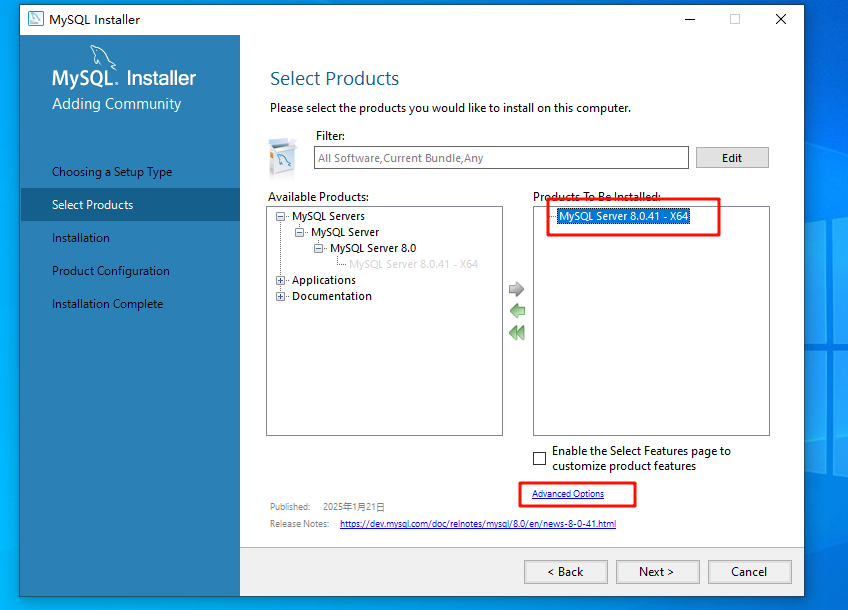 MySQL Installer
MySQL. Installer
Adding Community
Choosing a Setup Type
Select Products
Installation
Product Configuration
Installation Complete
Select Products
Please select the products you would like to install on this computer.
Filter:
All Software,Current Bundle,Any
Edit
Available Products:
MySQL Servers
MySQL Server
MySQL Server 8.0
MySQL Server 8.0.41 - X64
Applications
Documentation
Products To Be Installed:
MySQL Server 8.0.41 - X64
Enable the Select Features page to
customize product features
Advanced Options
Published: 2025年1月21日
Release Notes: https://dev.mysql.com/doc/relnotes/mysql/8.0/en/news-8-0-41.html
< Back
Next >
Cancel